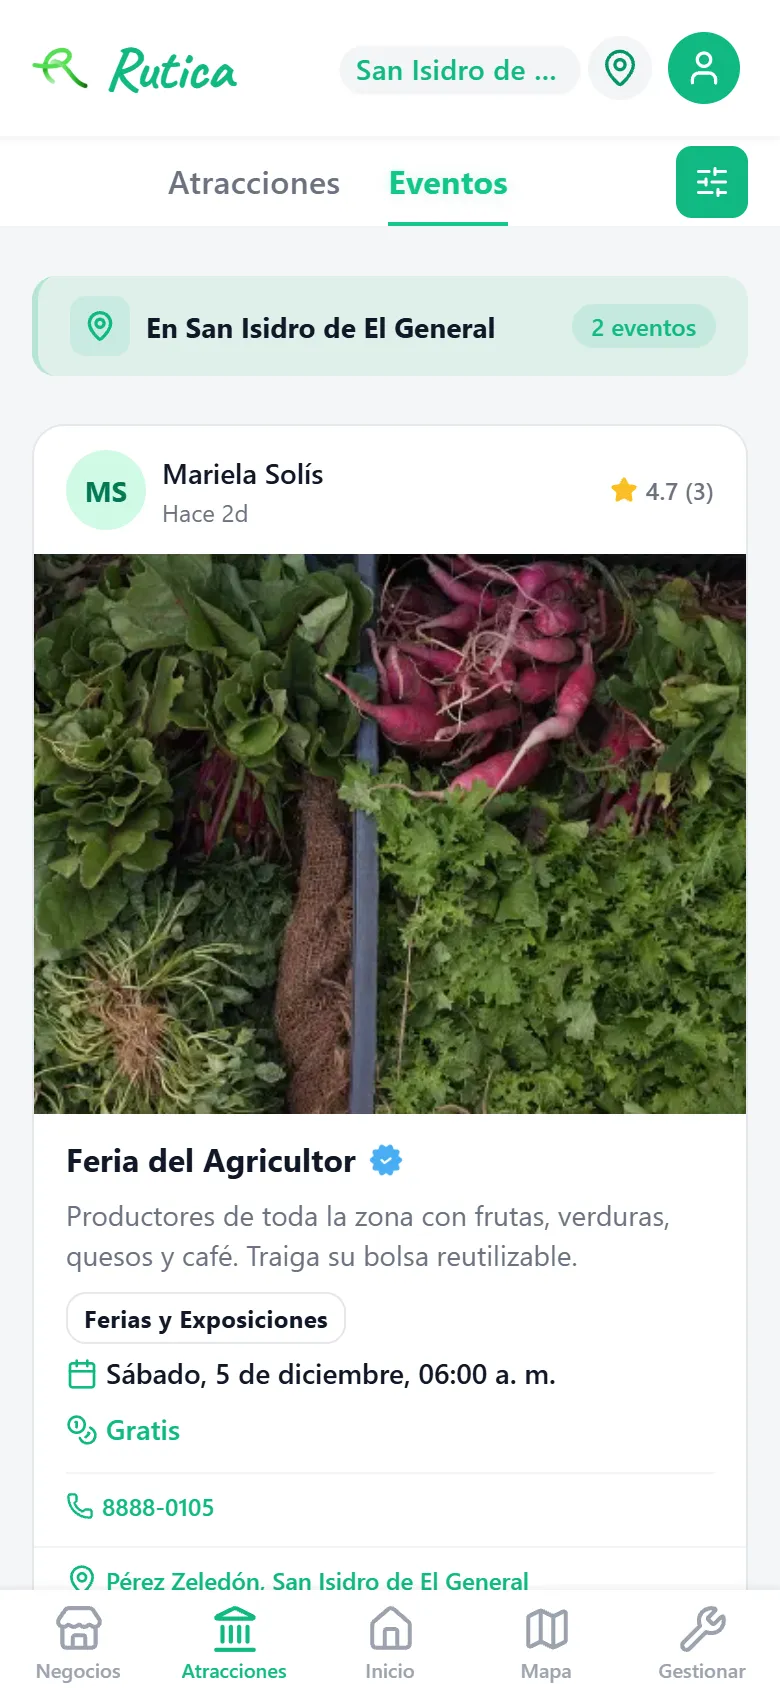 Rutica
San Isidro de ...
Atracciones
Eventos
En San Isidro de El General
2 eventos
MS
Mariela Solís
Hace 2d
4.7 (3)
Feria del Agricultor
Productores de toda la zona con frutas, verduras,
quesos y café. Traiga su bolsa reutilizable.
Ferias y Exposiciones
Sábado, 5 de diciembre, 06:00 a. m.
Gratis
8888-0105
Pérez Zeledón, San Isidro de El General
Negocios
Atracciones
Inicio
Mapa
Gestionar